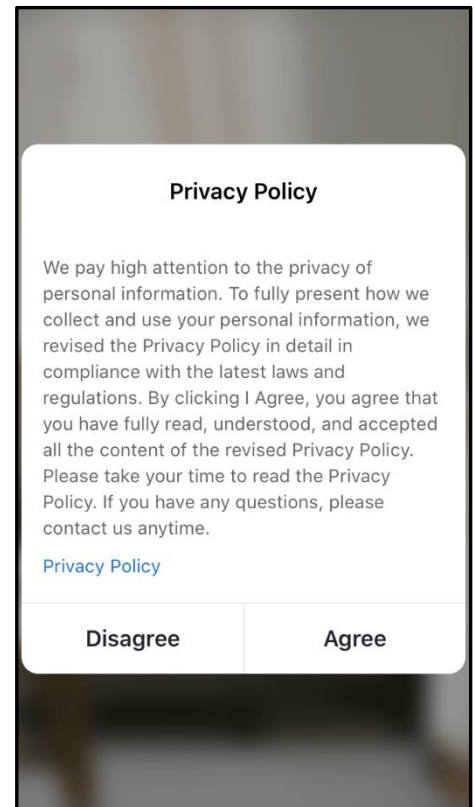 Privacy Policy
We pay high attention to the privacy of
personal information. To fully present how we
collect and use your personal information, we
revised the Privacy Policy in detail in
compliance with the latest laws and
regulations. By clicking I Agree, you agree that
you have fully read, understood, and accepted
all the content of the revised Privacy Policy.
Please take your time to read the Privacy
Policy. If you have any questions, please
contact us anytime.
Privacy Policy
Disagree
Agree